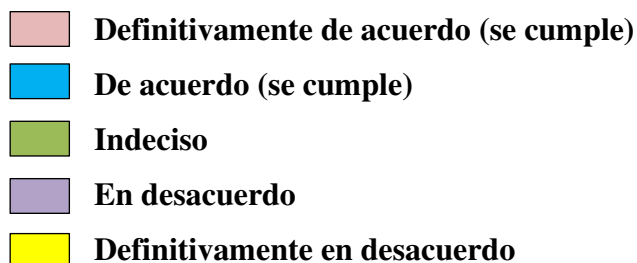 Definitivamente de acuerdo (se cumple)
De acuerdo (se cumple)
Indeciso
En desacuerdo
Definitivamente en desacuerdo